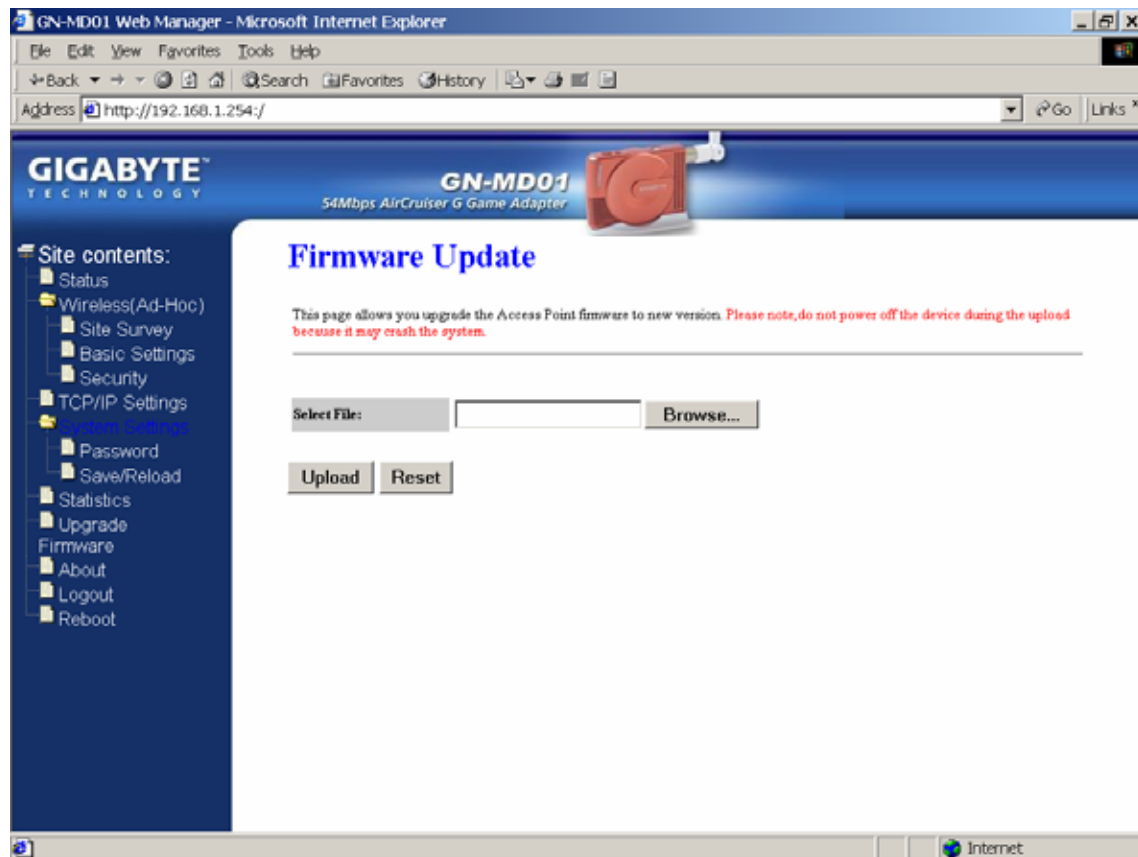 GN-MD01 Web Manager - Microsoft Internet Explorer
File Edit View Favorites Tools Help
Back Search Favorites History
Address http://192.168.1.254:/ Go Links
GIGABYTE™
TECHNOLOGY
GN-MD01
54Mbps AirCruiser G Game Adapter
Site contents:
Status
Wireless(Ad-Hoc)
Site Survey
Basic Settings
Security
TCP/IP Settings
System Settings
Password
Save/Reload
Statistics
Upgrade
Firmware
About
Logout
Reboot
Firmware Update
This page allows you upgrade the Access Point firmware to new version. Please note,do not power off the device during the upload
because it may crash the system.
Select File: Browse...
Upload Reset
Internet